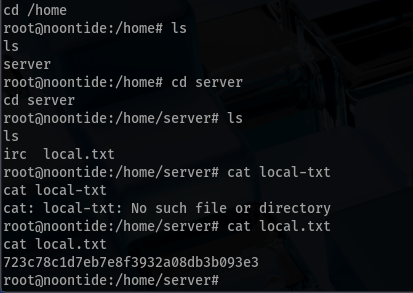 cd /home
root@noontide:/home# ls
ls
server
root@noontide:/home# cd server
cd server
root@noontide:/home/server# ls
ls
irc  local.txt
root@noontide:/home/server# cat local-txt
cat local-txt
cat: local-txt: No such file or directory
root@noontide:/home/server# cat local.txt
cat local.txt
723c78c1d7eb7e8f3932a08db3b093e3
root@noontide:/home/server#